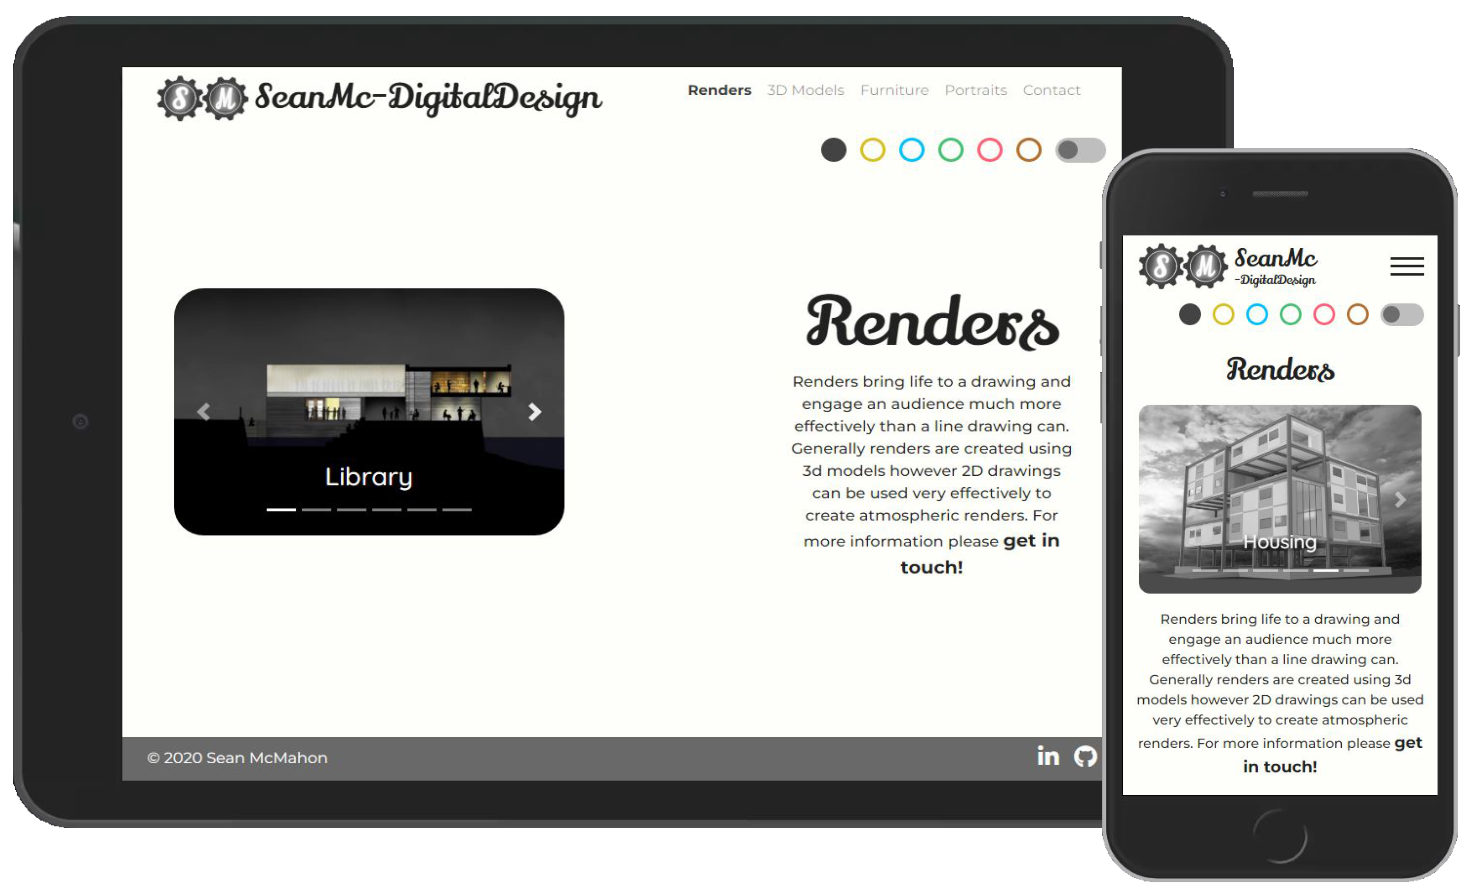 S M SeanMc-DigitalDesign
Renders 3D Models Furniture Portraits Contact
Library
Renders
Renders bring life to a drawing and
engage an audience much more
effectively than a line drawing can.
Generally renders are created using
3d models however 2D drawings
can be used very effectively to
create atmospheric renders. For
more information please get in
touch!
© 2020 Sean McMahon
in
S M SeanMc
-DigitalDesign
Renders
Housing
Renders bring life to a drawing and
engage an audience much more
effectively than a line drawing can.
Generally renders are created using 3d
models however 2D drawings can be used
very effectively to create atmospheric
renders. For more information please get
in touch!